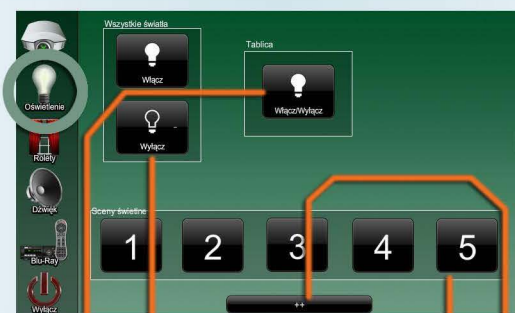 Wszystkie światła
Włącz
Wyłącz
Tablica
Włącz/Wyłącz
Oświetlenie
Rolety
Dźwięk
Blu-Ray
Wyłącz
Sceny świetlne
1 2 3 4 5
++